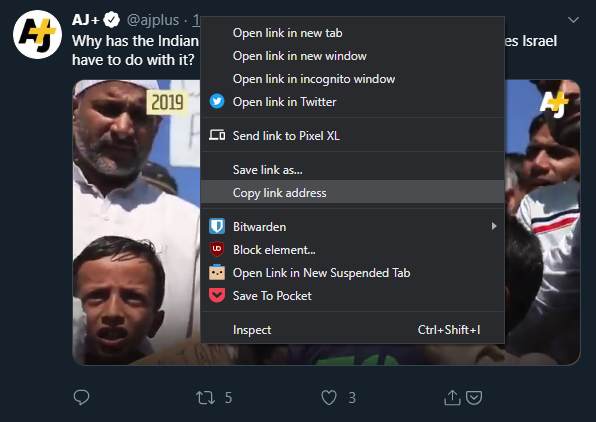 AJ+ @ajplus ·
Why has the Indian es Israel
have to do with it?
2019
Open link in new tab
Open link in new window
Open link in incognito window
Open link in Twitter
Send link to Pixel XL
Save link as...
Copy link address
Bitwarden
Block element...
Open Link in New Suspended Tab
Save To Pocket
Inspect Ctrl+Shift+I
5 3